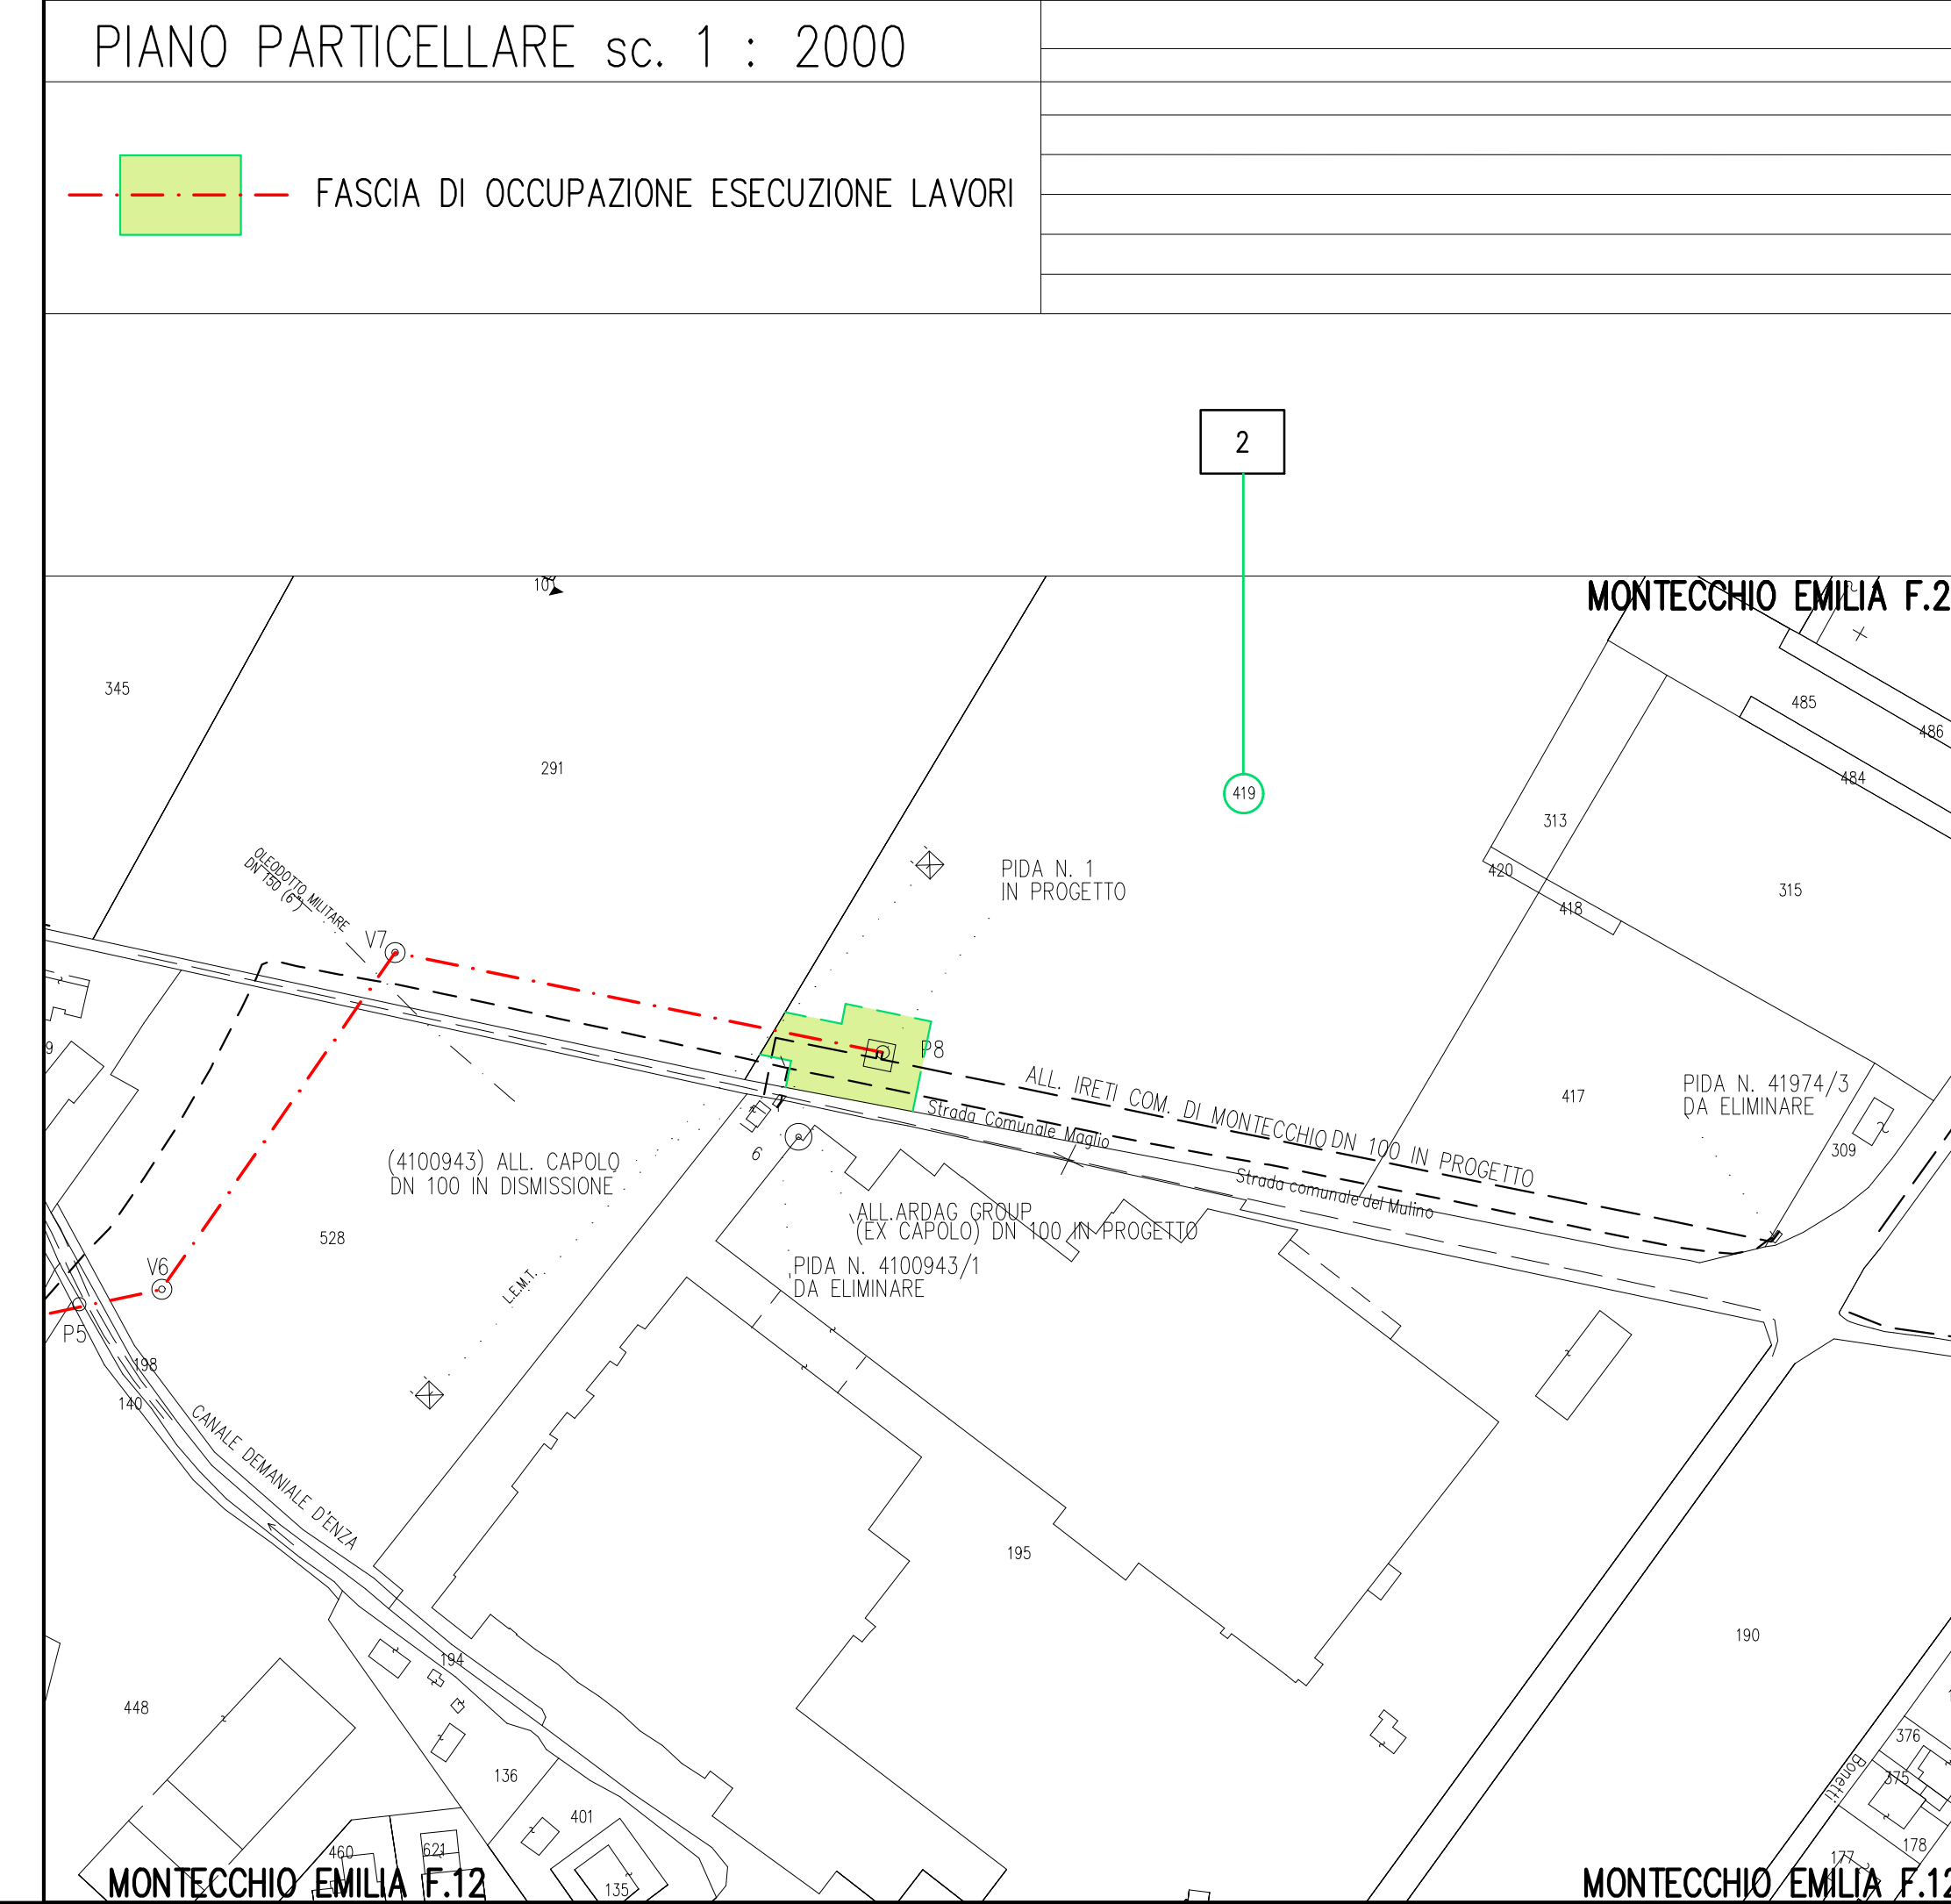 PIANO PARTICELLARE sc. 1 : 2000
FASCIA DI OCCUPAZIONE ESECUZIONE LAVORI
2
MONTECCHIO EMILIA F.2
345
291
419
485
486
484
313
420
418
315
PIDA N. 1
IN PROGETTO
OLEODOTTO MILITARE
DN 150 (6")
V7
P8
ALL. IRETI COM. DI MONTECCHIO DN 100 IN PROGETTO
417
PIDA N. 41974/3
DA ELIMINARE
309
Strada Comunale Maglio
Strada comunale del Mulino
(4100943) ALL. CAPOLO
DN 100 IN DISMISSIONE
6
ALL.ARDAG GROUP
(EX CAPOLO) DN 100 IN PROGETTO
PIDA N. 4100943/1
DA ELIMINARE
528
V6
L.E.M.T.
P5
198
140
CANALE DEMANIALE D'ENZA
195
190
194
448
136
401
376
375
Bonetti
178
177
460
621
135
MONTECCHIO EMILIA F.12
MONTECCHIO EMILIA F.12